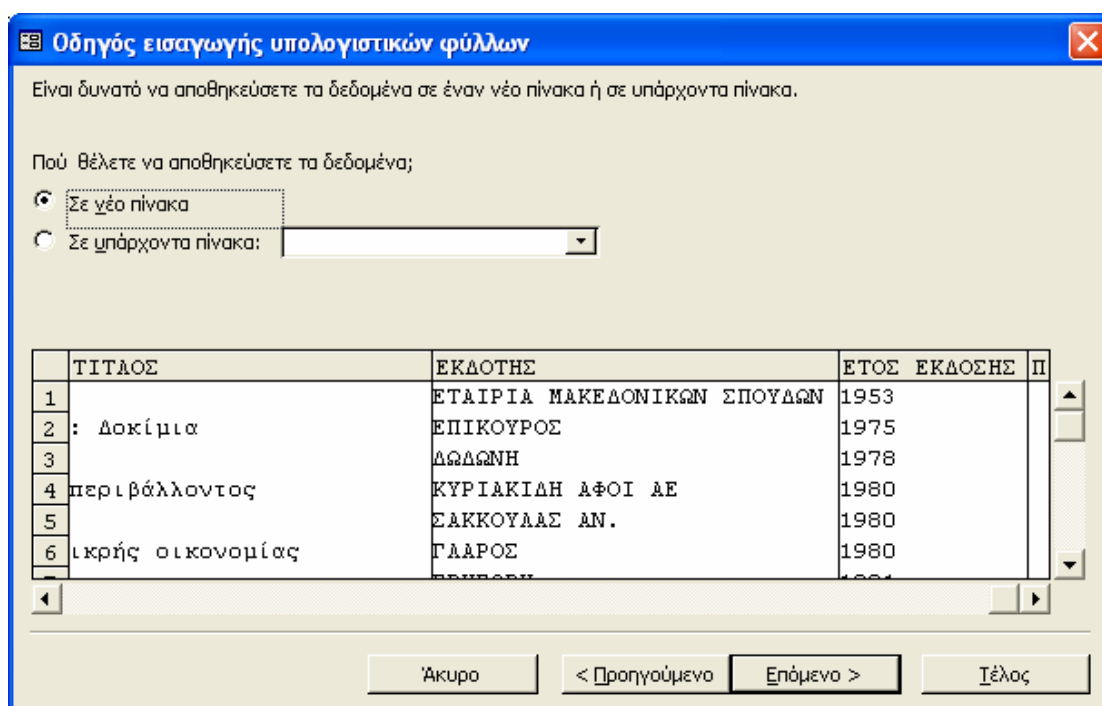 Οδηγός εισαγωγής υπολογιστικών φύλλων
Είναι δυνατό να αποθηκεύσετε τα δεδομένα σε έναν νέο πίνακα ή σε υπάρχοντα πίνακα.
Πού θέλετε να αποθηκεύσετε τα δεδομένα;
Σε νέο πίνακα
Σε υπάρχοντα πίνακα:
ΤΙΤΛΟΣ ΕΚΔΟΤΗΣ ΕΤΟΣ ΕΚΔΟΣΗΣ Π
1 ΕΤΑΙΡΙΑ ΜΑΚΕΔΟΝΙΚΩΝ ΣΠΟΥΔΩΝ 1953
2 : Δοκίμια ΕΠΙΚΟΥΡΟΣ 1975
3 ΔΩΔΩΝΗ 1978
4 περιβάλλοντος ΚΥΡΙΑΚΙΔΗ ΑΦΟΙ ΑΕ 1980
5 ΣΑΚΚΟΥΛΑΣ ΑΝ. 1980
6 ικρής οικονομίας ΓΛΑΡΟΣ 1980
Άκυρο < Προηγούμενο Επόμενο > Τέλος